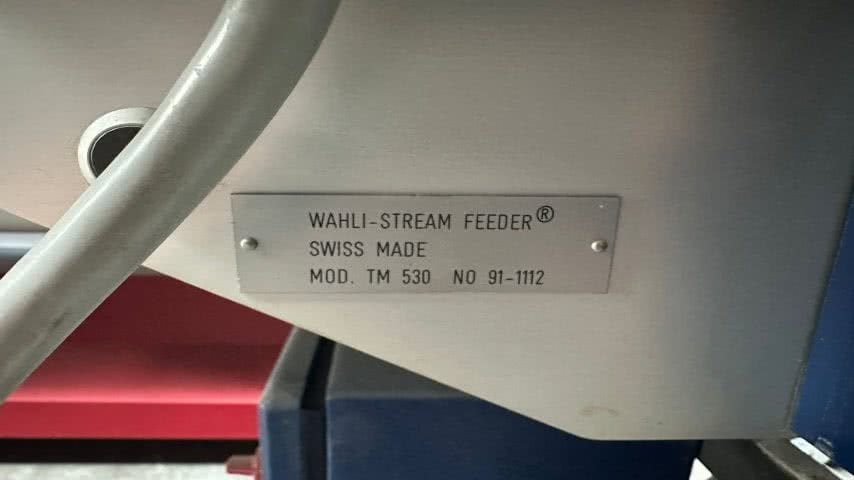 WAHLI-STREAM FEEDER®
SWISS MADE
MOD. TM 530 NO 91-1112